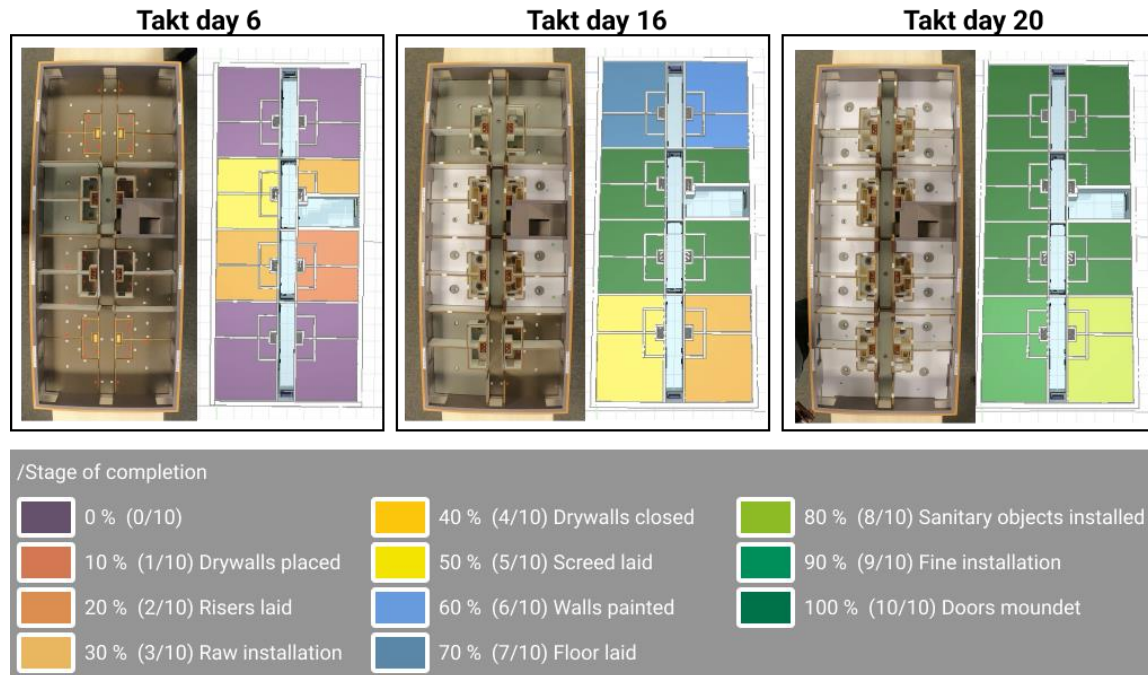 Takt day 6
Takt day 16
Takt day 20
/Stage of completion
0 % (0/10)
10 % (1/10) Drywalls placed
20 % (2/10) Risers laid
30 % (3/10) Raw installation
40 % (4/10) Drywalls closed
50 % (5/10) Screed laid
60 % (6/10) Walls painted
70 % (7/10) Floor laid
80 % (8/10) Sanitary objects installed
90 % (9/10) Fine installation
100 % (10/10) Doors moundet